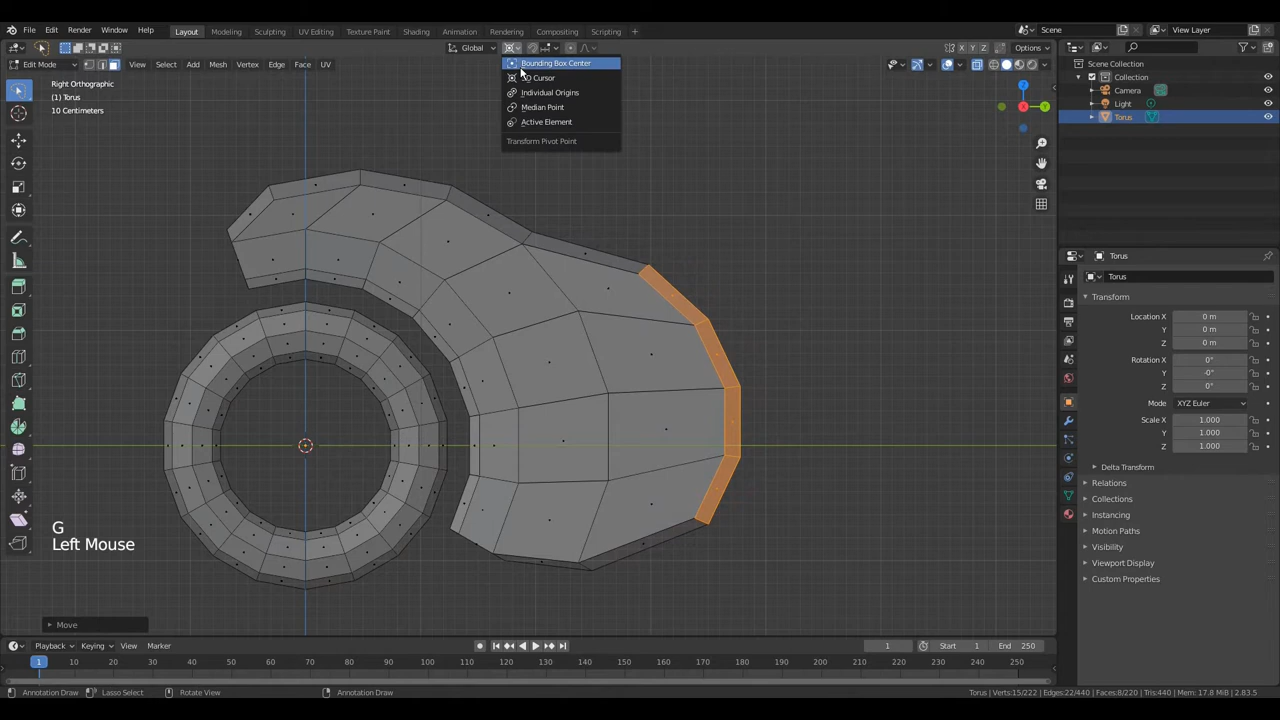 File Edit Render Window Help Layout Modeling Sculpting UV Editing Texture Paint Shading Animation Rendering Compositing Scripting Scene View Layer
Global Options
Edit Mode View Select Add Mesh Vertex Edge Face UV X Y Z
Right Orthographic
(1) Torus
10 Centimeters
Bounding Box Center
Cursor
Individual Origins
Median Point
Active Element
Transform Pivot Point
Z
Y
Scene Collection
Collection
Camera
Light
Torus
Torus
Torus
Transform
Location X 0 m
Y 0 m
Z 0 m
Rotation X 0°
Y -0°
Z 0°
Mode XYZ Euler
Scale X 1.000
Y 1.000
Z 1.000
Delta Transform
Relations
Collections
Instancing
Motion Paths
Visibility
Viewport Display
Custom Properties
G
Left Mouse
Move
Playback Keying View Marker 1 Start 1 End 250
1 10 20 30 40 50 60 70 80 90 100 110 120 130 140 150 160 170 180 190 200 210 220 230 240 250
Annotation Draw Lasso Select Rotate View Annotation Draw Torus | Verts:15/222 | Edges:22/440 | Faces:8/220 | Tris:440 | Mem: 17.8 MiB | 2.83.5